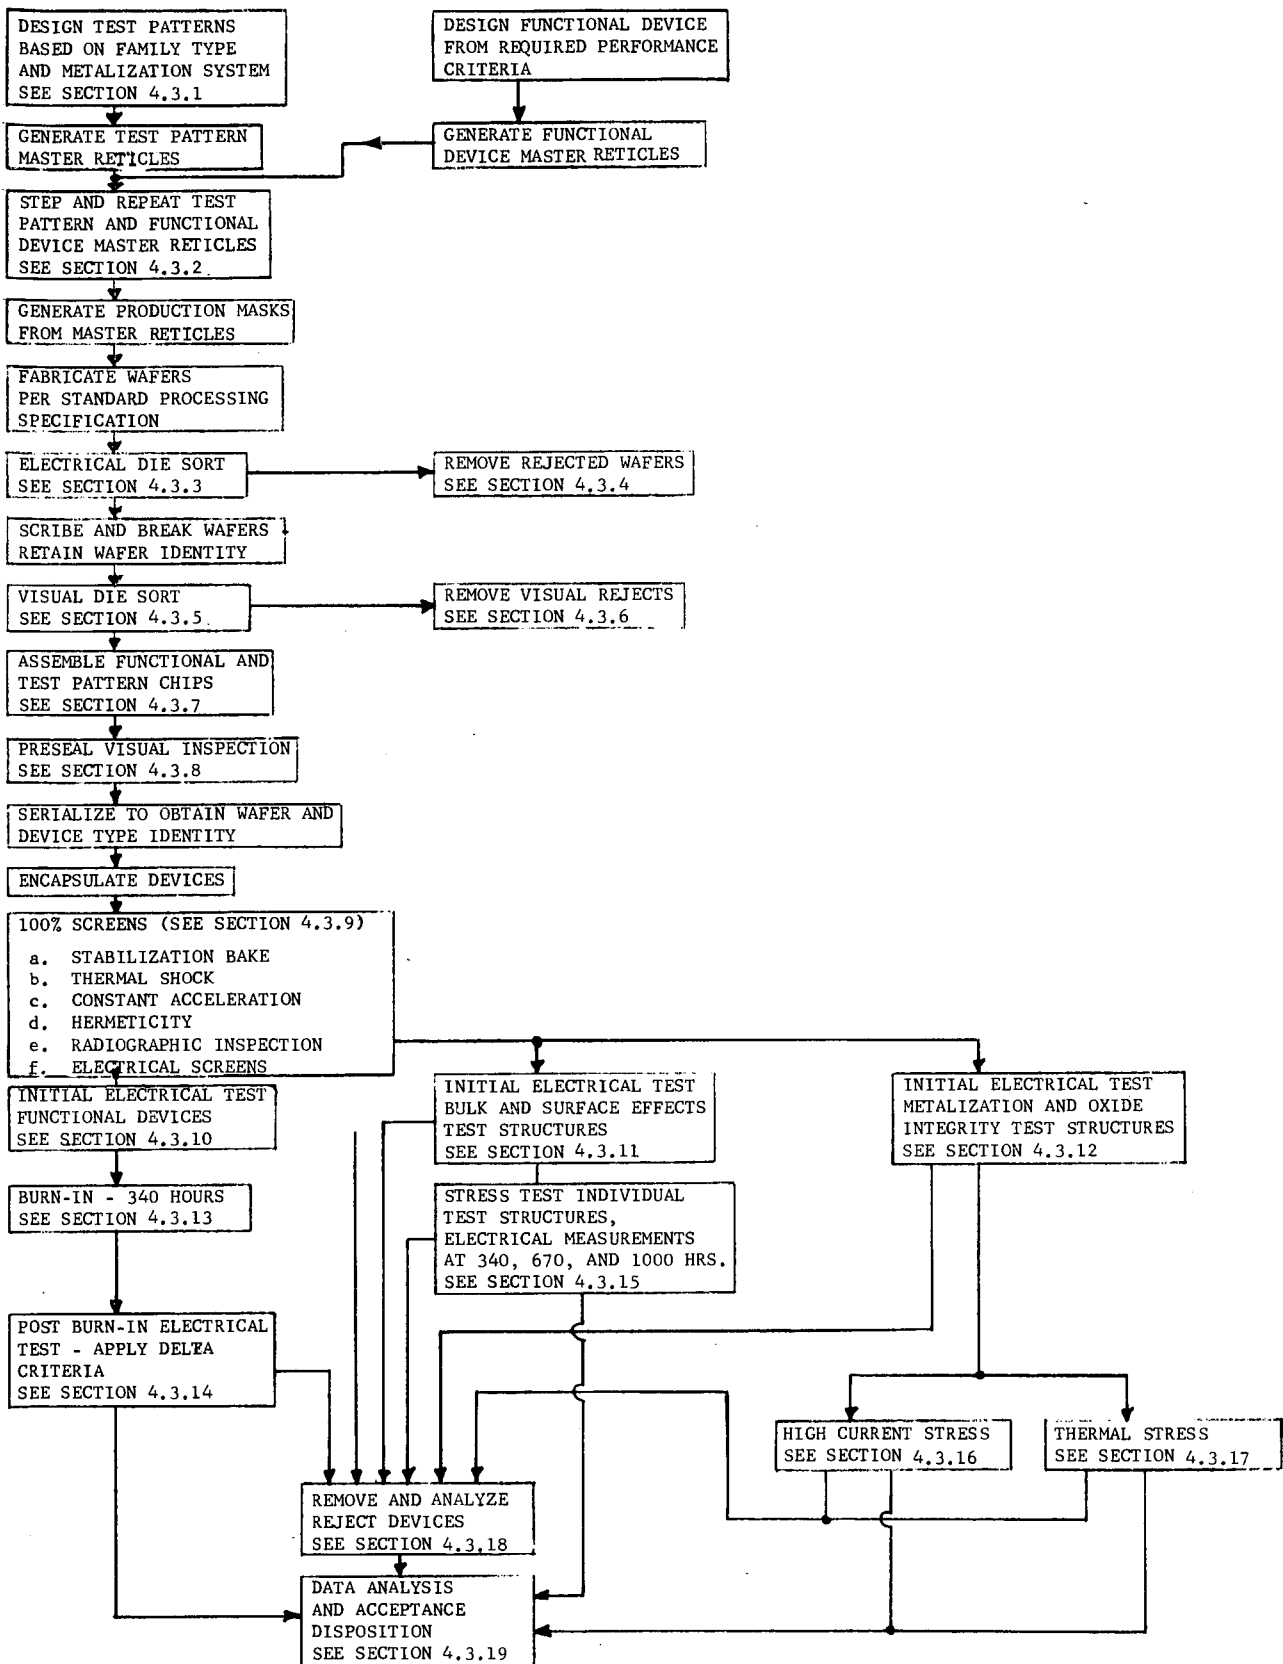 DESIGN TEST PATTERNS
BASED ON FAMILY TYPE
AND METALIZATION SYSTEM
SEE SECTION 4.3.1
DESIGN FUNCTIONAL DEVICE
FROM REQUIRED PERFORMANCE
CRITERIA
GENERATE TEST PATTERN
MASTER RETICLES
GENERATE FUNCTIONAL
DEVICE MASTER RETICLES
STEP AND REPEAT TEST
PATTERN AND FUNCTIONAL
DEVICE MASTER RETICLES
SEE SECTION 4.3.2
GENERATE PRODUCTION MASKS
FROM MASTER RETICLES
FABRICATE WAFERS
PER STANDARD PROCESSING
SPECIFICATION
ELECTRICAL DIE SORT
SEE SECTION 4.3.3
REMOVE REJECTED WAFERS
SEE SECTION 4.3.4
SCRIBE AND BREAK WAFERS
RETAIN WAFER IDENTITY
VISUAL DIE SORT
SEE SECTION 4.3.5
REMOVE VISUAL REJECTS
SEE SECTION 4.3.6
ASSEMBLE FUNCTIONAL AND
TEST PATTERN CHIPS
SEE SECTION 4.3.7
PRESEAL VISUAL INSPECTION
SEE SECTION 4.3.8
SERIALIZE TO OBTAIN WAFER AND
DEVICE TYPE IDENTITY
ENCAPSULATE DEVICES
100% SCREENS (SEE SECTION 4.3.9)
a. STABILIZATION BAKE
b. THERMAL SHOCK
c. CONSTANT ACCELERATION
d. HERMETICITY
e. RADIOGRAPHIC INSPECTION
f. ELECTRICAL SCREENS
INITIAL ELECTRICAL TEST
FUNCTIONAL DEVICES
SEE SECTION 4.3.10
INITIAL ELECTRICAL TEST
BULK AND SURFACE EFFECTS
TEST STRUCTURES
SEE SECTION 4.3.11
INITIAL ELECTRICAL TEST
METALIZATION AND OXIDE
INTEGRITY TEST STRUCTURES
SEE SECTION 4.3.12
BURN-IN - 340 HOURS
SEE SECTION 4.3.13
STRESS TEST INDIVIDUAL
TEST STRUCTURES,
ELECTRICAL MEASUREMENTS
AT 340, 670, AND 1000 HRS.
SEE SECTION 4.3.15
POST BURN-IN ELECTRICAL
TEST - APPLY DELTA
CRITERIA
SEE SECTION 4.3.14
HIGH CURRENT STRESS
SEE SECTION 4.3.16
THERMAL STRESS
SEE SECTION 4.3.17
REMOVE AND ANALYZE
REJECT DEVICES
SEE SECTION 4.3.18
DATA ANALYSIS
AND ACCEPTANCE
DISPOSITION
SEE SECTION 4.3.19